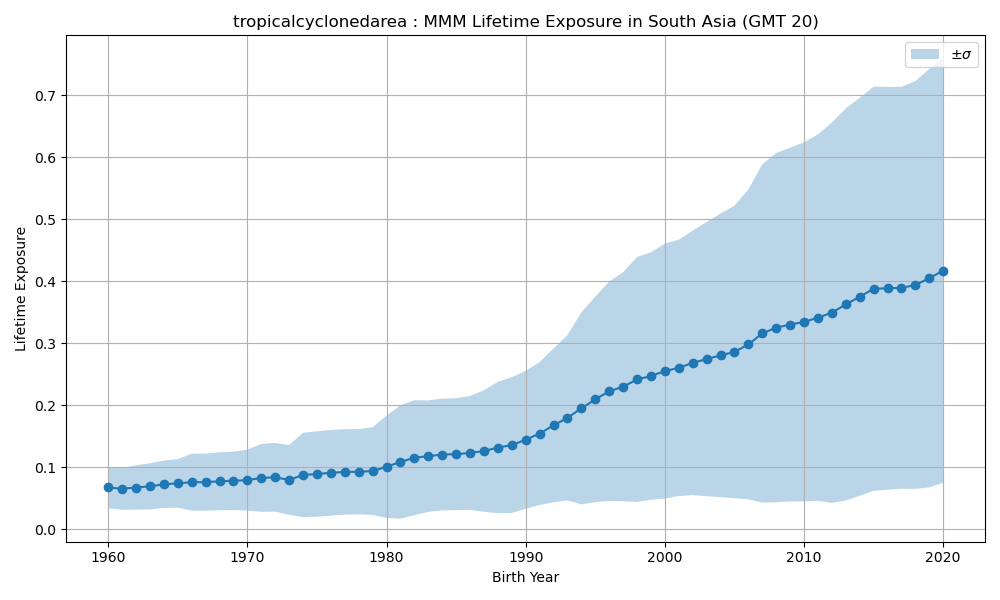 tropicalcyclonedarea : MMM Lifetime Exposure in South Asia (GMT 20)
±σ
Lifetime Exposure
0.7
0.6
0.5
0.4
0.3
0.2
0.1
0.0
1960 1970 1980 1990 2000 2010 2020
Birth Year